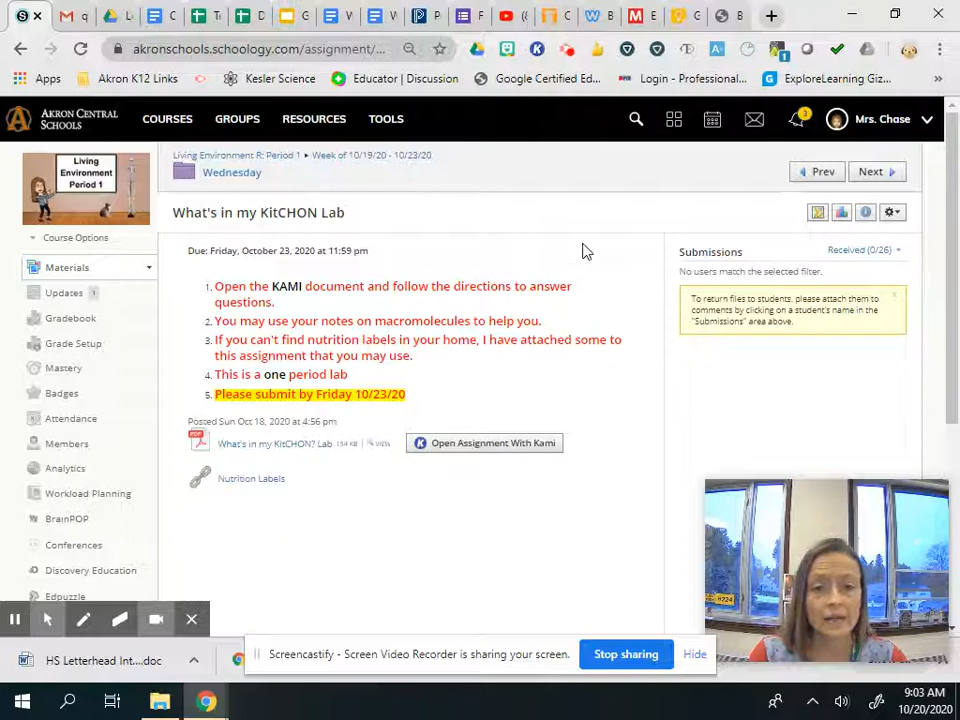 akronschools.schoology.com/assignment/...
Apps
Akron K12 Links
Kesler Science
Educator | Discussion
Google Certified Ed...
Login - Professional...
ExploreLearning Giz...
AKRON CENTRAL
SCHOOLS
COURSES
GROUPS
RESOURCES
TOOLS
3
Mrs. Chase
Living
Environment
Period 1
Living Environment R: Period 1 ▸ Week of 10/19/20 - 10/23/20
Wednesday
Prev
Next
What's in my KitCHON Lab
Course Options
Materials
Updates 1
Gradebook
Grade Setup
Mastery
Badges
Attendance
Members
Analytics
Workload Planning
BrainPOP
Conferences
Discovery Education
Edpuzzle
Due: Friday, October 23, 2020 at 11:59 pm
1. Open the KAMI document and follow the directions to answer
questions.
2. You may use your notes on macromolecules to help you.
3. If you can't find nutrition labels in your home, I have attached some to
this assignment that you may use.
4. This is a one period lab
5. Please submit by Friday 10/23/20
Posted Sun Oct 18, 2020 at 4:56 pm
PDF
What's in my KitCHON? Lab 154 KB VIEW
Open Assignment With Kami
Nutrition Labels
Submissions
Received (0/26)
No users match the selected filter.
To return files to students, please attach them to
comments by clicking on a student's name in the
"Submissions" area above.
HS Letterhead Int....doc
Screencastify - Screen Video Recorder is sharing your screen.
Stop sharing
Hide
9:03 AM
10/20/2020